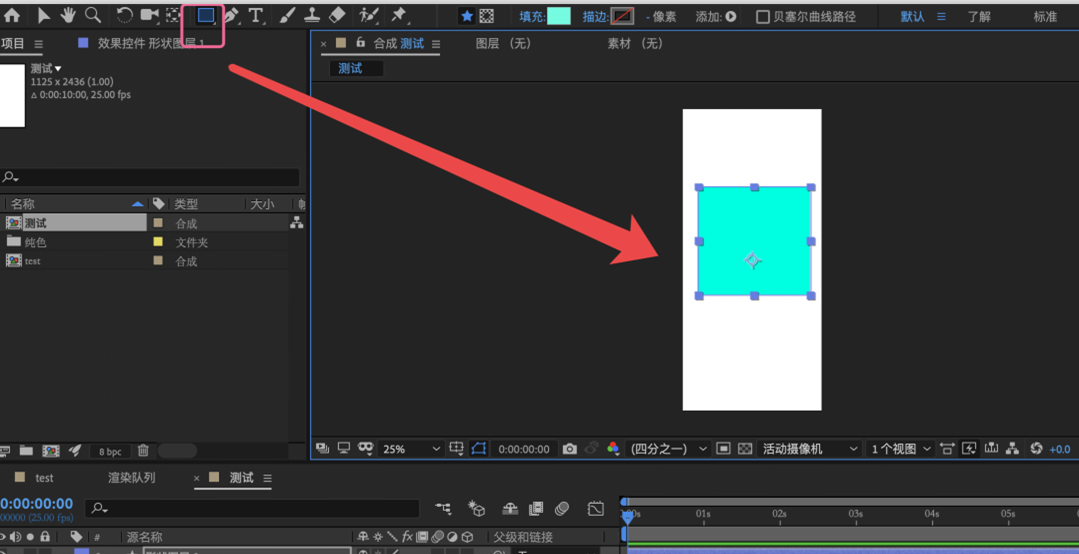 填充: 描边: - 像素 添加: 贝塞尔曲线路径 默认 ≡ 了解 标准
项目 ≡ 效果控件 形状图层 1
× 合成 测试 ≡ 图层 (无) 素材 (无)
测试
测试▼
1125 x 2436 (1.00)
Δ 0:00:10:00, 25.00 fps
名称 类型 大小
测试 合成
纯色 文件夹
test 合成
8 bpc
25% 0:00:00:00 (四分之一) 活动摄像机 1 个视图 +0.0
test 渲染队列 × 测试 ≡
0:00:00:00
00000 (25.00 fps)
:00s 01s 02s 03s 04s 05s
# 源名称 fx 父级和链接